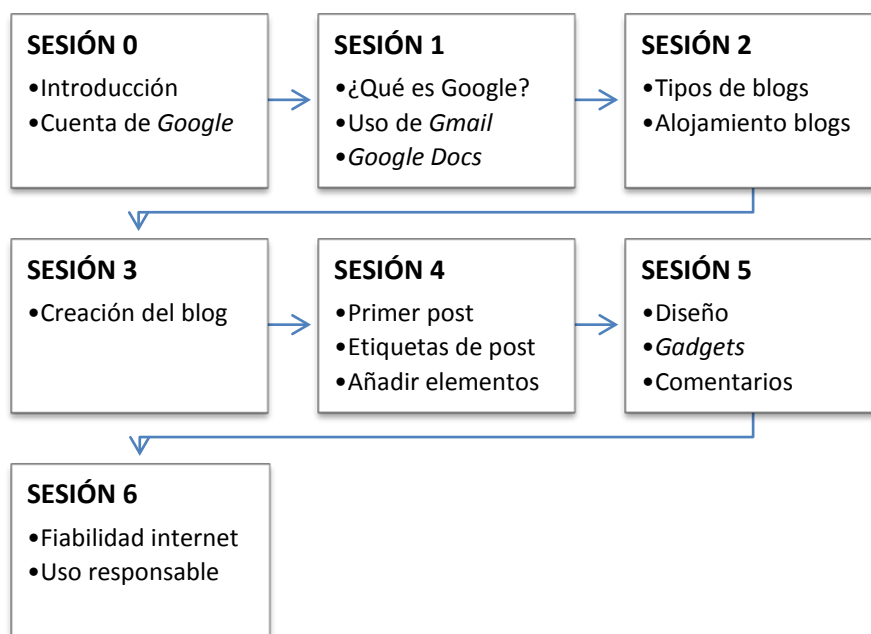 SESIÓN 0
•Introducción
•Cuenta de Google
SESIÓN 1
•¿Qué es Google?
•Uso de Gmail
•Google Docs
SESIÓN 2
•Tipos de blogs
•Alojamiento blogs
SESIÓN 3
•Creación del blog
SESIÓN 4
•Primer post
•Etiquetas de post
•Añadir elementos
SESIÓN 5
•Diseño
•Gadgets
•Comentarios
SESIÓN 6
•Fiabilidad internet
•Uso responsable